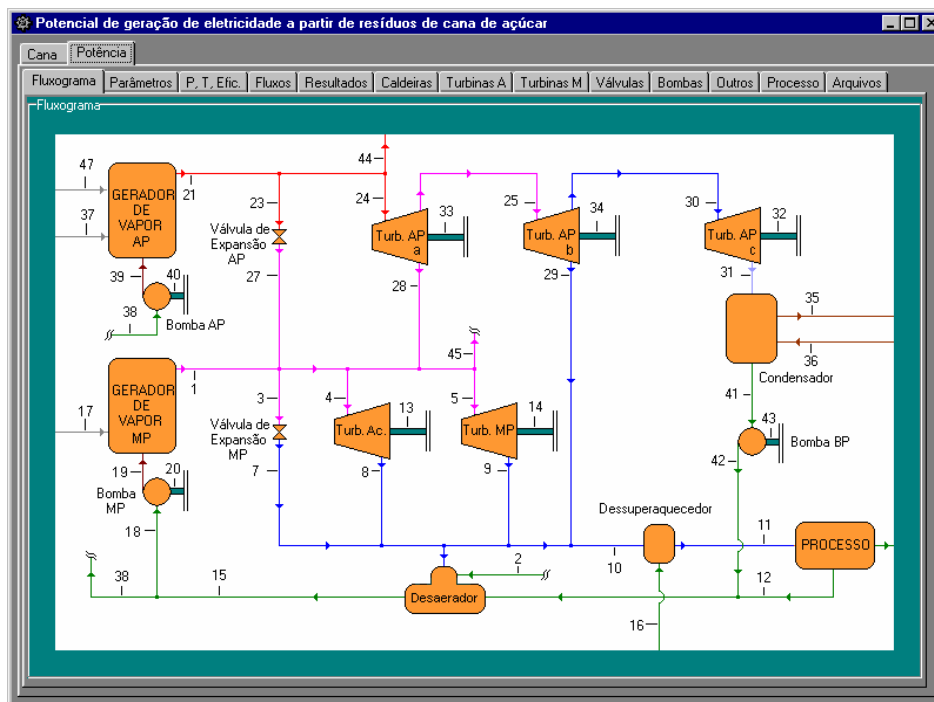 Potencial de geração de eletricidade a partir de resíduos de cana de açúcar
Cana Potência
Fluxograma Parâmetros P, T, Efic. Fluxos Resultados Caldeiras Turbinas A Turbinas M Válvulas Bombas Outros Processo Arquivos
Fluxograma
47
37
GERADOR
DE
VAPOR
AP
21
44
23
24
Válvula de
Expansão
AP
27
Turb. AP
a
33
28
25
Turb. AP
b
34
29
30
Turb. AP
c
32
31
39
40
38
Bomba AP
35
36
Condensador
45
17
GERADOR
DE
VAPOR
MP
1
3
4
5
Válvula de
Expansão
MP
7
Turb. Ac.
13
8
Turb. MP
14
9
41
43
42
Bomba BP
19
20
Bomba
MP
18
Dessuperaquecedor
10
11
PROCESSO
38
15
2
Desaerador
12
16